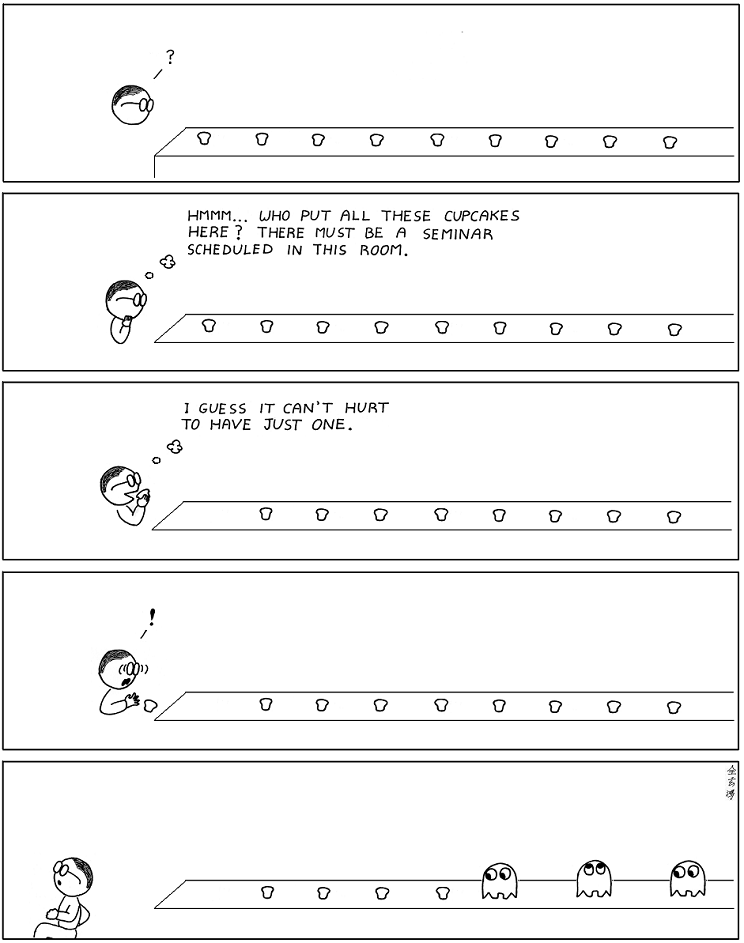 ?
HMMM... WHO PUT ALL THESE CUPCAKES
HERE? THERE MUST BE A SEMINAR
SCHEDULED IN THIS ROOM.
I GUESS IT CAN'T HURT
TO HAVE JUST ONE.
!